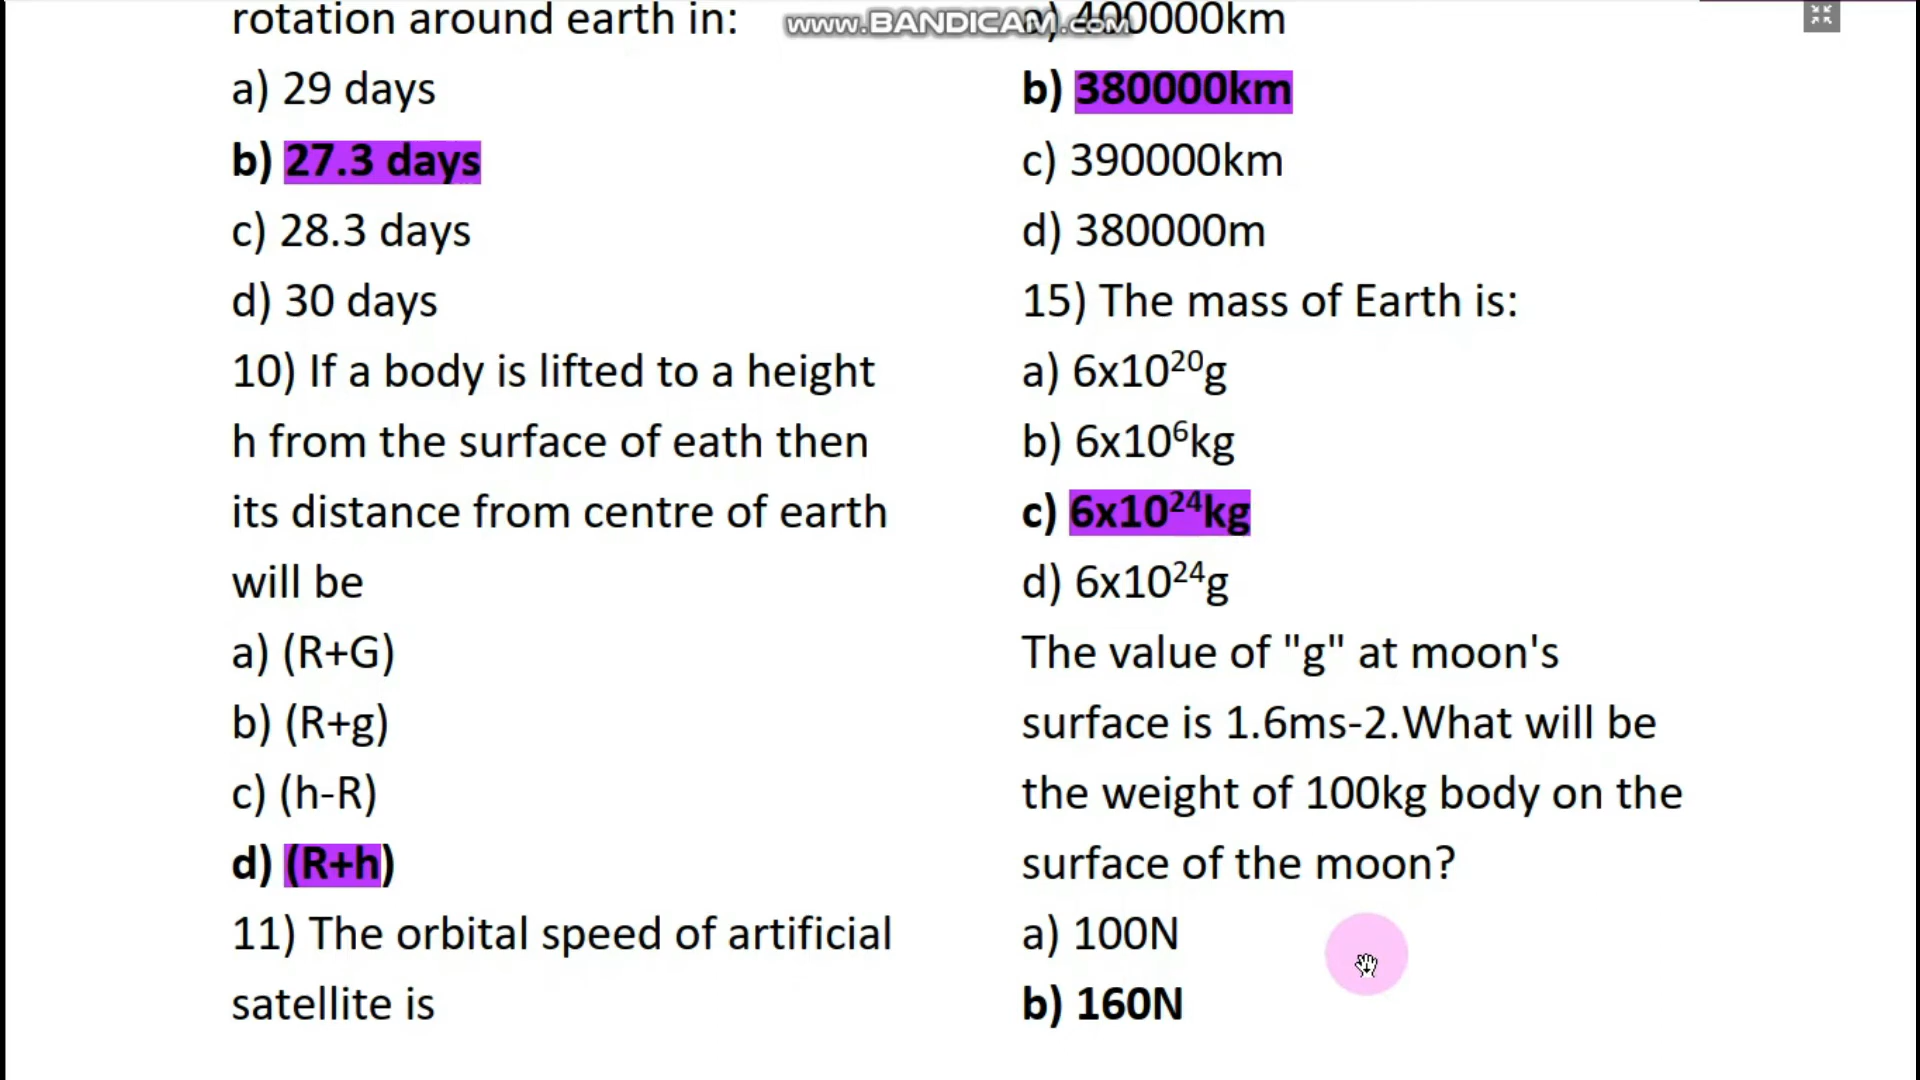 www.BANDICAM.com
rotation around earth in:
a) 29 days
b) 27.3 days
c) 28.3 days
d) 30 days
10) If a body is lifted to a height
h from the surface of eath then
its distance from centre of earth
will be
a) (R+G)
b) (R+g)
c) (h-R)
d) (R+h)
11) The orbital speed of artificial
satellite is
a) 400000km
b) 380000km
c) 390000km
d) 380000m
15) The mass of Earth is:
a) 6x10²⁰g
b) 6x10⁶kg
c) 6x10²⁴kg
d) 6x10²⁴g
The value of "g" at moon's
surface is 1.6ms-2.What will be
the weight of 100kg body on the
surface of the moon?
a) 100N
b) 160N